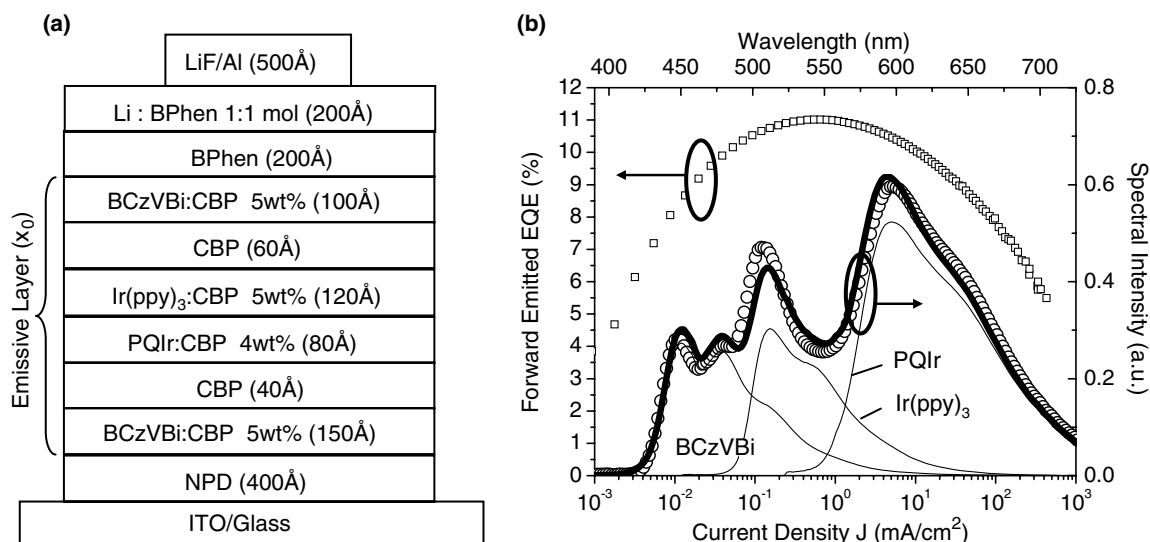 (a)
LiF/Al (500Å)
Li : BPhen 1:1 mol (200Å)
BPhen (200Å)
BCzVBi:CBP 5wt% (100Å)
CBP (60Å)
Ir(ppy)₃:CBP 5wt% (120Å)
PQIr:CBP 4wt% (80Å)
CBP (40Å)
BCzVBi:CBP 5wt% (150Å)
NPD (400Å)
ITO/Glass
Emissive Layer (x₀)
(b)
Wavelength (nm)
400 450 500 550 600 650 700
Forward Emitted EQE (%)
12
11
10
9
8
7
6
5
4
3
2
1
0
0.8
0.6
0.4
0.2
0.0
Spectral Intensity (a.u.)
PQIr
Ir(ppy)₃
BCzVBi
10⁻³ 10⁻² 10⁻¹ 10⁰ 10¹ 10² 10³
Current Density J (mA/cm²)